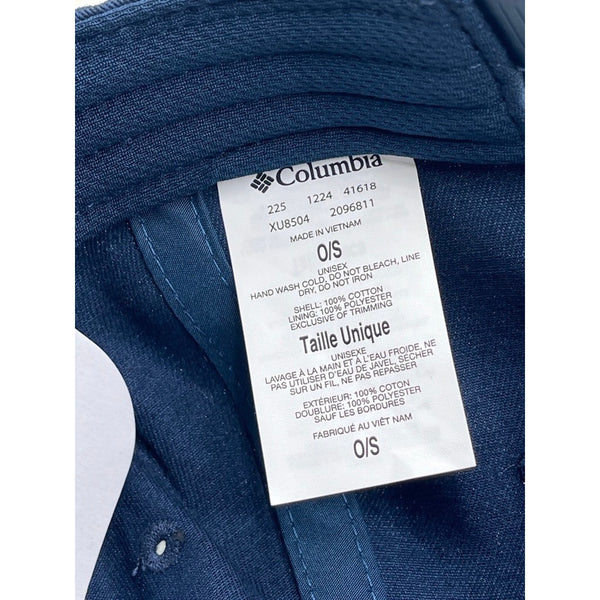 Columbia
225 1224 41618
XU8504 2096811
MADE IN VIETNAM
O/S
UNISEX
HAND WASH COLD, DO NOT BLEACH, LINE
DRY, DO NOT IRON
SHELL: 100% COTTON
LINING: 100% POLYESTER
EXCLUSIVE OF TRIMMING
Taille Unique
UNISEXE
LAVAGE À LA MAIN ET À L'EAU FROIDE, NE
PAS UTILISER D'EAU DE JAVEL, SÉCHER
SUR UN FIL, NE PAS REPASSER
EXTÉRIEUR: 100% COTON
DOUBLURE: 100% POLYESTER
SAUF LES BORDURES
FABRIQUÉ AU VIÊT NAM
O/S